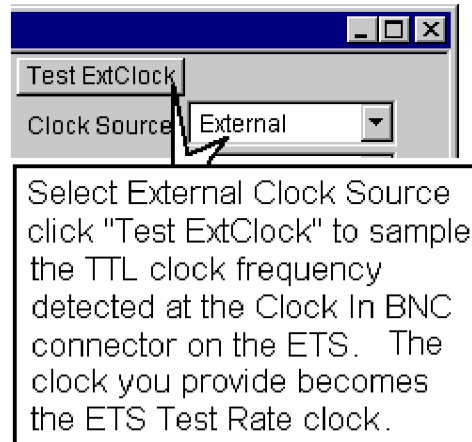 Test ExtClock
Clock Source External
Select External Clock Source
click "Test ExtClock" to sample
the TTL clock frequency
detected at the Clock In BNC
connector on the ETS. The
clock you provide becomes
the ETS Test Rate clock.